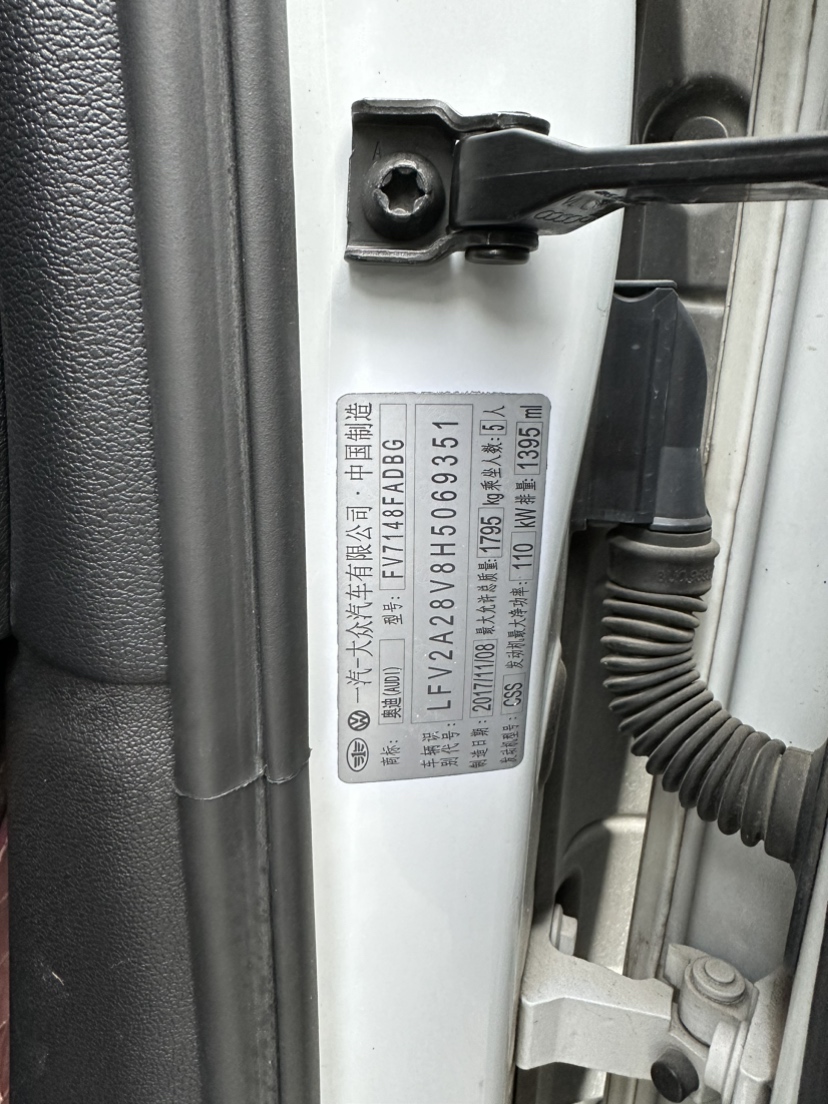 一汽-大众汽车有限公司·中国制造
商标: 奥迪(AUDI) 型号: FV7148FADBG
车辆识别代号: LFV2A28V8H5069351
制造日期: 2017/11/08 最大允许总质量: 1795 kg 乘坐人数: 5 人
发动机型号: CSS 发动机最大净功率: 110 kW 排量: 1395 ml